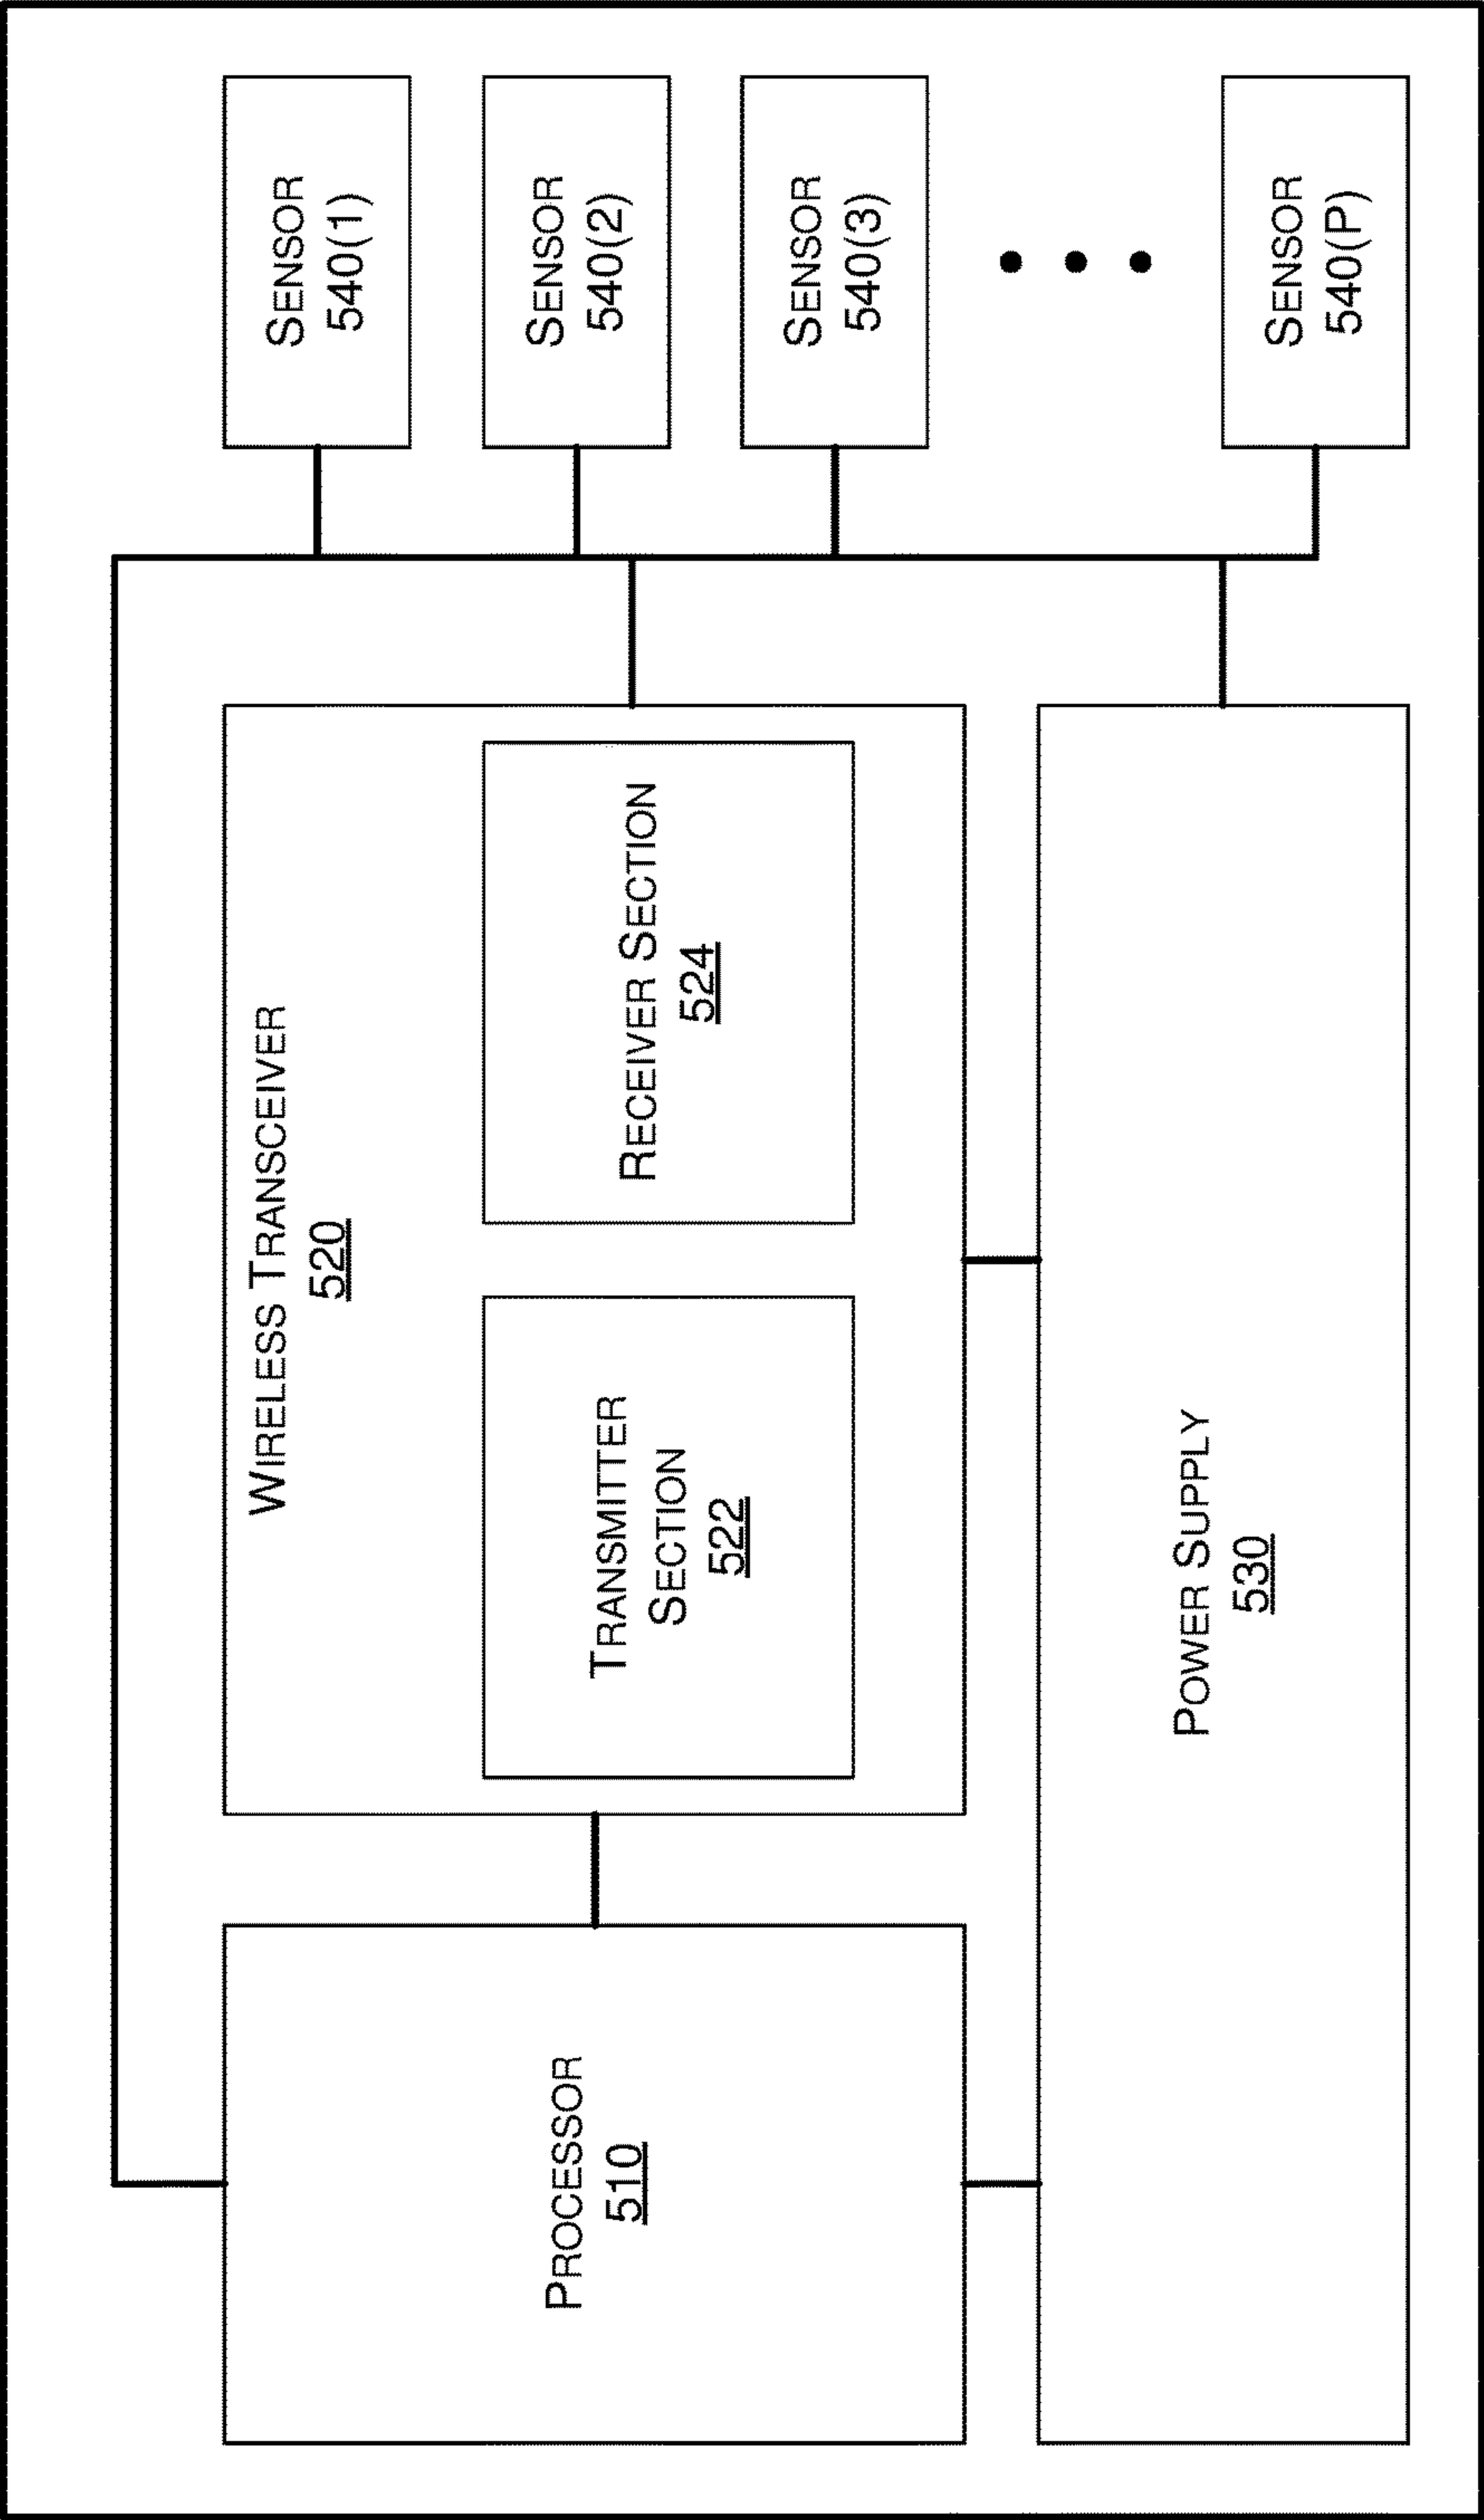 PROCESSOR
510
WIRELESS TRANSCEIVER
520
TRANSMITTER
SECTION
522
RECEIVER SECTION
524
POWER SUPPLY
530
SENSOR
540(1)
SENSOR
540(2)
SENSOR
540(3)
SENSOR
540(P)